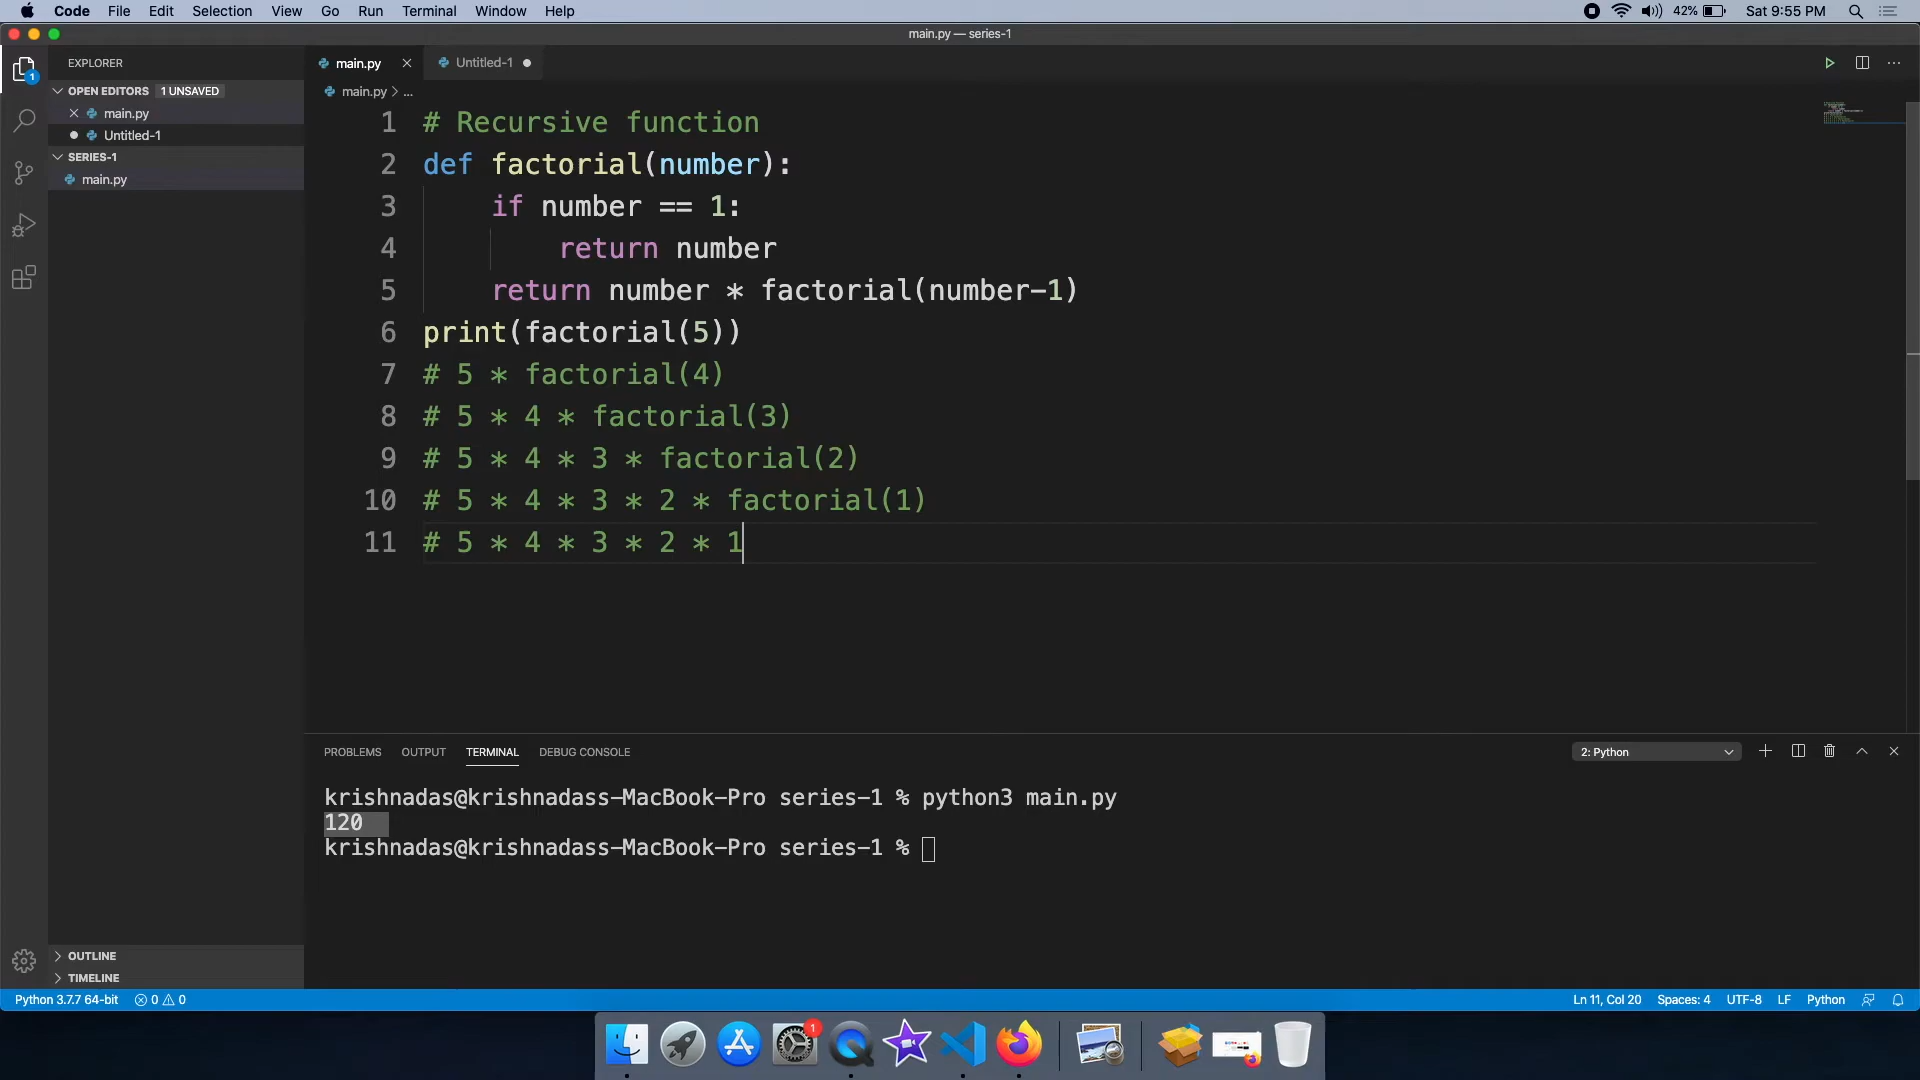 Code File Edit Selection View Go Run Terminal Window Help 42% Sat 9:55 PM
main.py — series-1
EXPLORER
OPEN EDITORS 1 UNSAVED
main.py
Untitled-1
SERIES-1
main.py
OUTLINE
TIMELINE
1
main.py Untitled-1
main.py > ...
1 # Recursive function
2 def factorial(number):
3 if number == 1:
4 return number
5 return number * factorial(number-1)
6 print(factorial(5))
7 # 5 * factorial(4)
8 # 5 * 4 * factorial(3)
9 # 5 * 4 * 3 * factorial(2)
10 # 5 * 4 * 3 * 2 * factorial(1)
11 # 5 * 4 * 3 * 2 * 1
PROBLEMS OUTPUT TERMINAL DEBUG CONSOLE 2: Python
krishnadas@krishnadass-MacBook-Pro series-1 % python3 main.py
120
krishnadas@krishnadass-MacBook-Pro series-1 %
Python 3.7.7 64-bit 0 0 Ln 11, Col 20 Spaces: 4 UTF-8 LF Python
1